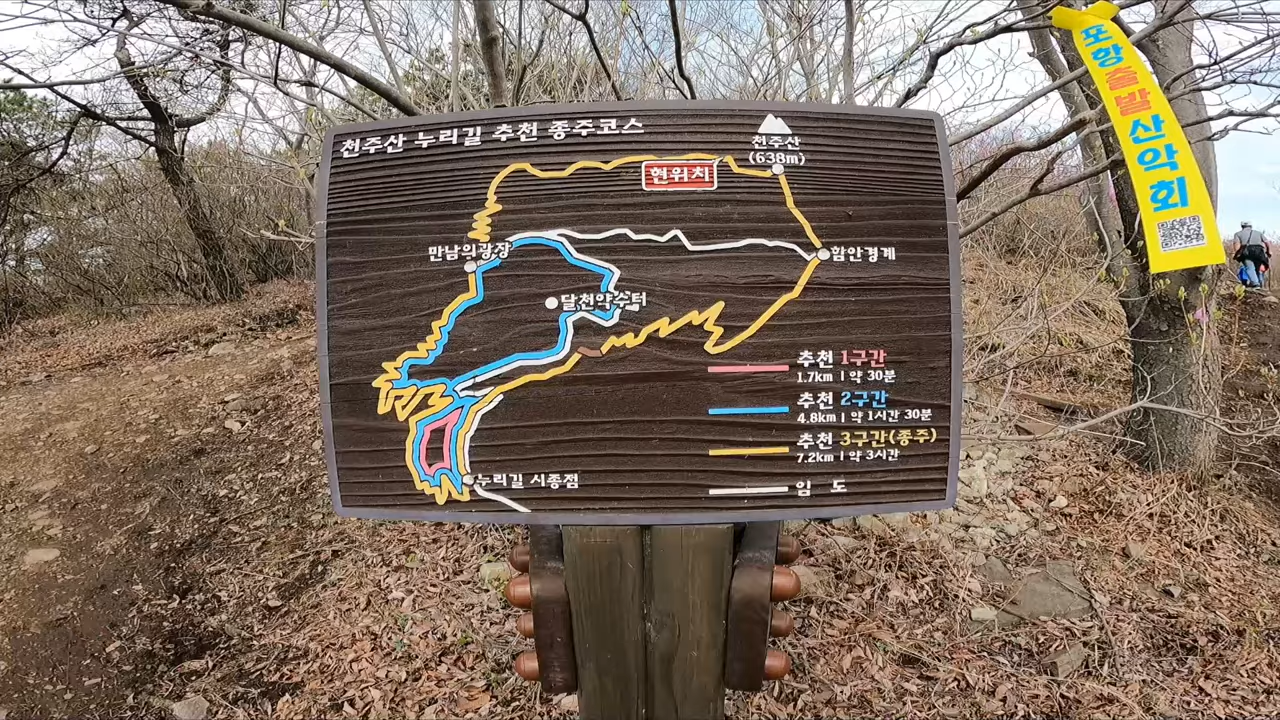 천주산 누리길 추천 종주코스
천주산
(638m)
현위치
만남의광장
함안경계
달천약수터
추천 1구간
1.7km | 약 30분
추천 2구간
4.8km | 약 1시간 30분
추천 3구간(종주)
7.2km | 약 3시간
임 도
누리길 시종점
포항출발산악회